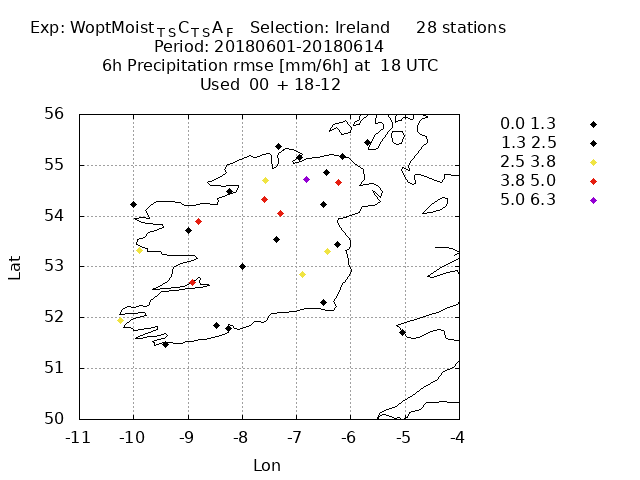 Exp: WoptMoist_TS C_TS A_F Selection: Ireland 28 stations
Period: 20180601-20180614
6h Precipitation rmse [mm/6h] at 18 UTC
Used 00 + 18-12
0.0 1.3
1.3 2.5
2.5 3.8
3.8 5.0
5.0 6.3
56
55
54
53
52
51
50
Lat
-11 -10 -9 -8 -7 -6 -5 -4
Lon